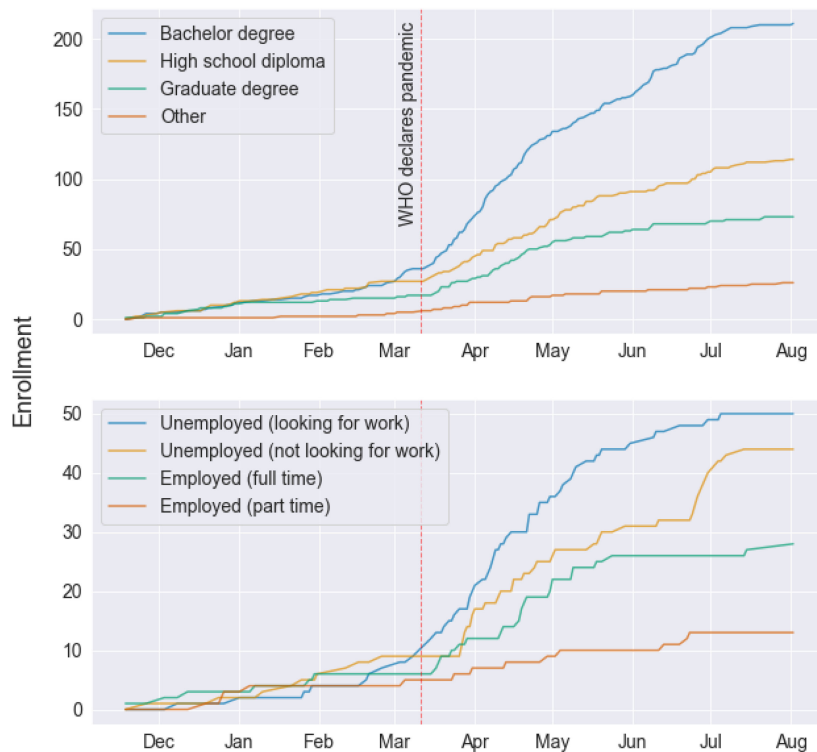 Enrollment
200
150
100
50
0
Bachelor degree
High school diploma
Graduate degree
Other
WHO declares pandemic
Dec Jan Feb Mar Apr May Jun Jul Aug
50
40
30
20
10
0
Unemployed (looking for work)
Unemployed (not looking for work)
Employed (full time)
Employed (part time)
Dec Jan Feb Mar Apr May Jun Jul Aug